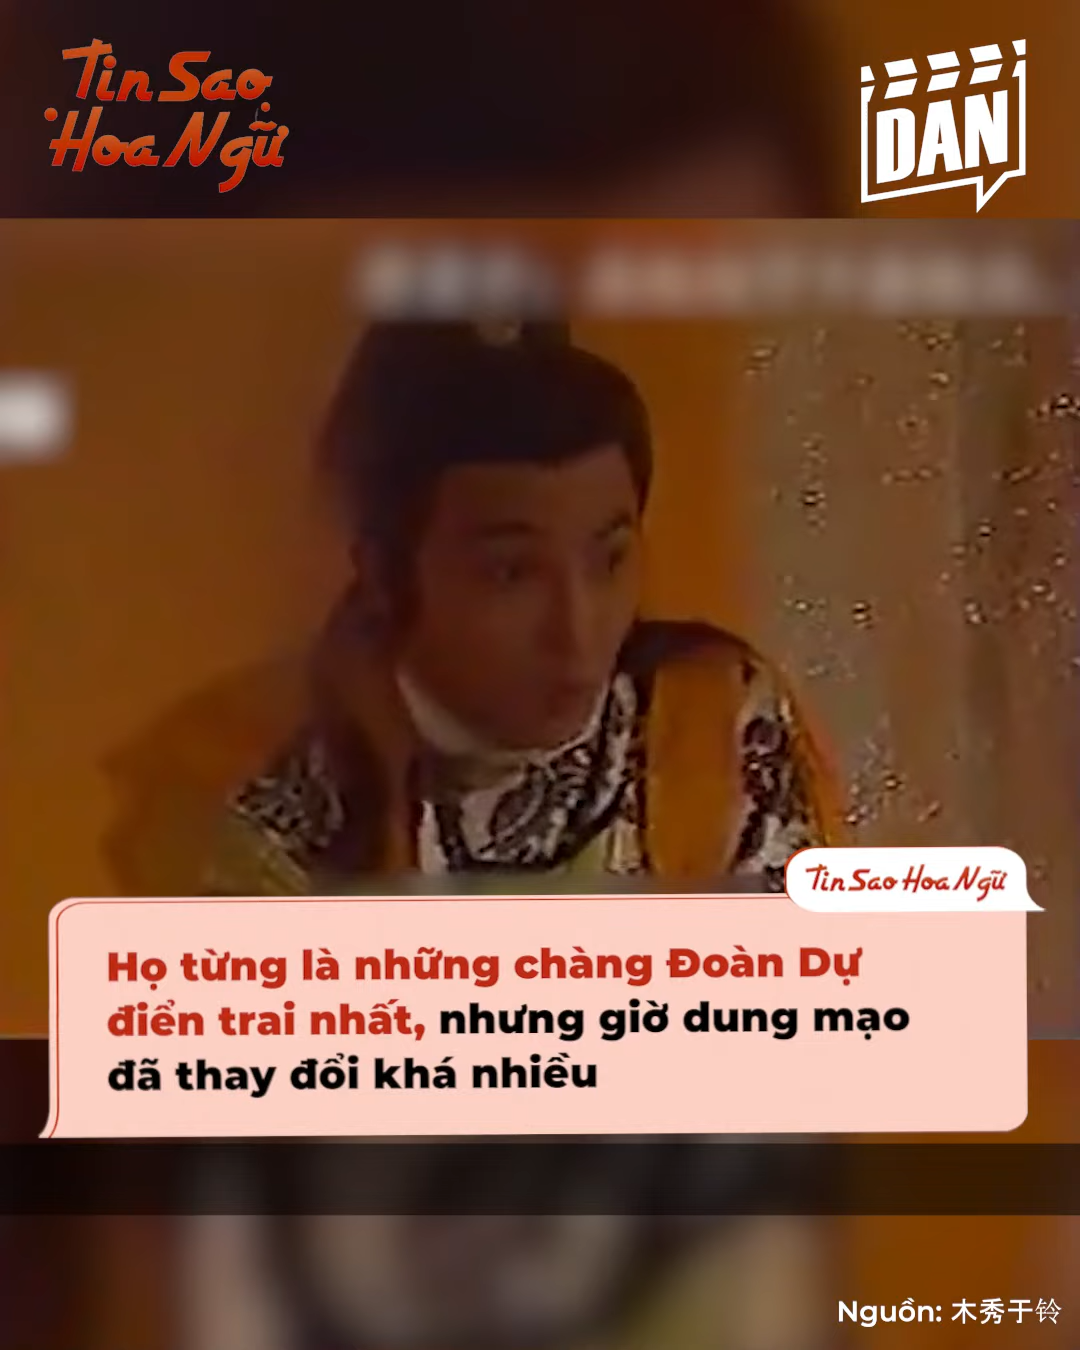 Tin Sao
Hoa Ngữ
DAN
Tin Sao Hoa Ngữ
Họ từng là những chàng Đoàn Dự
điển trai nhất, nhưng giờ dung mạo
đã thay đổi khá nhiều
Nguồn: 木秀于铃